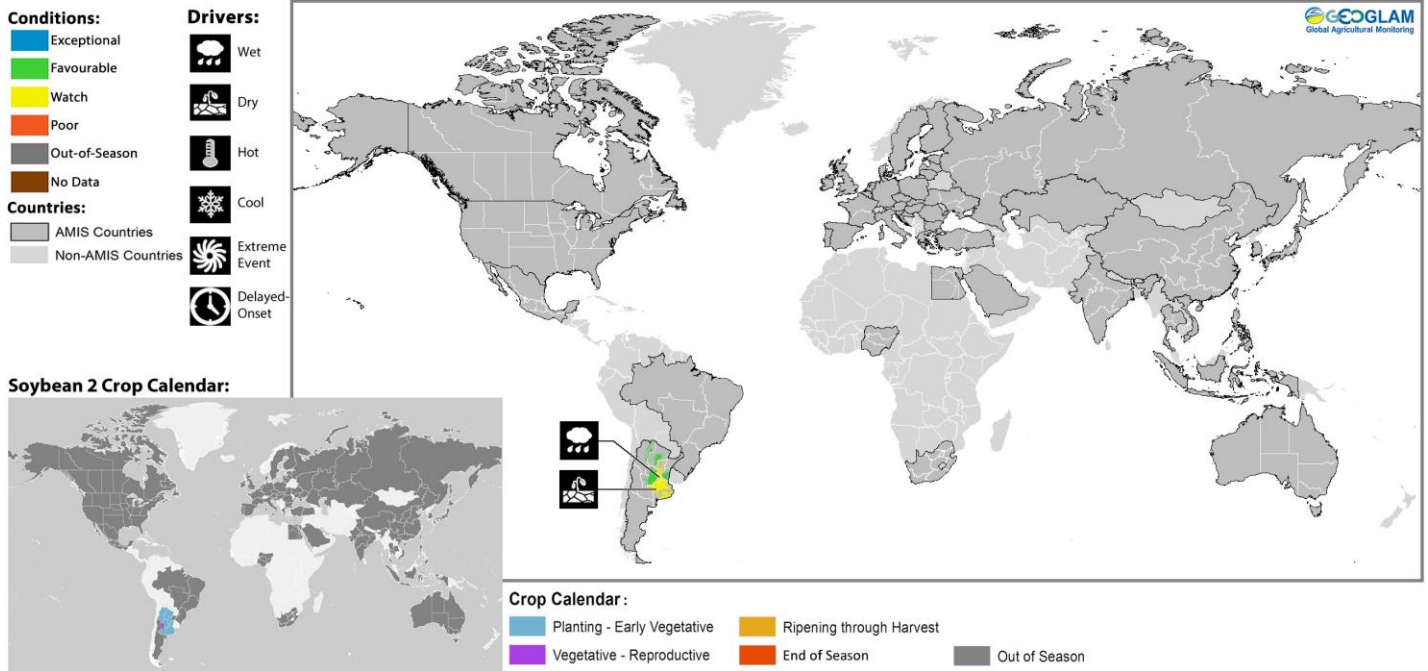 Conditions:
Exceptional
Favourable
Watch
Poor
Out-of-Season
No Data
Countries:
AMIS Countries
Non-AMIS Countries
Drivers:
Wet
Dry
Hot
Cool
Extreme
Event
Delayed-
Onset
GEOGLAM
Global Agricultural Monitoring
Soybean 2 Crop Calendar:
Crop Calendar :
Planting - Early Vegetative
Vegetative - Reproductive
Ripening through Harvest
End of Season
Out of Season